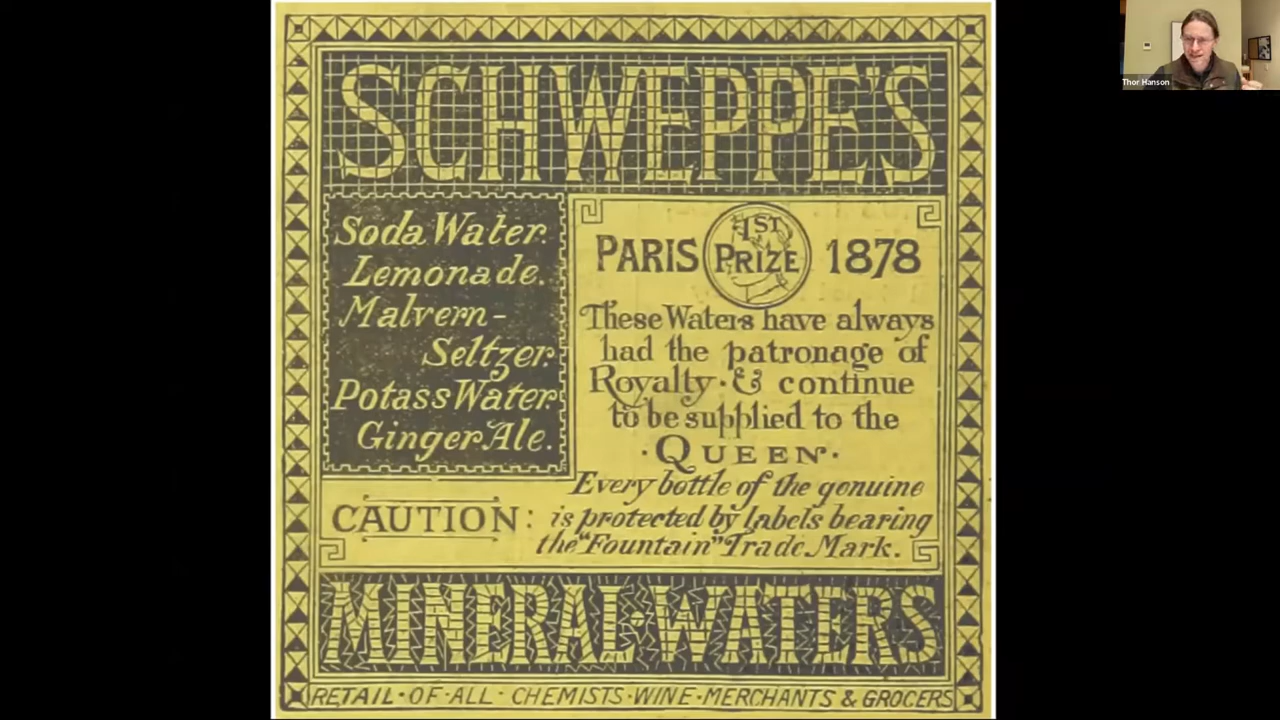 SCHWEPPE'S
Soda Water.
Lemonade.
Malvern-
Seltzer.
Potass Water.
Ginger Ale.
PARIS 1ST PRIZE 1878
These Waters have always
had the patronage of
Royalty · & continue
to be supplied to the
· QUEEN ·
Every bottle of the genuine
is protected by labels bearing
the "Fountain" Trade Mark.
CAUTION:
MINERAL · WATERS
RETAIL · OF · ALL · CHEMISTS · WINE · MERCHANTS & GROCERS
Thor Hanson